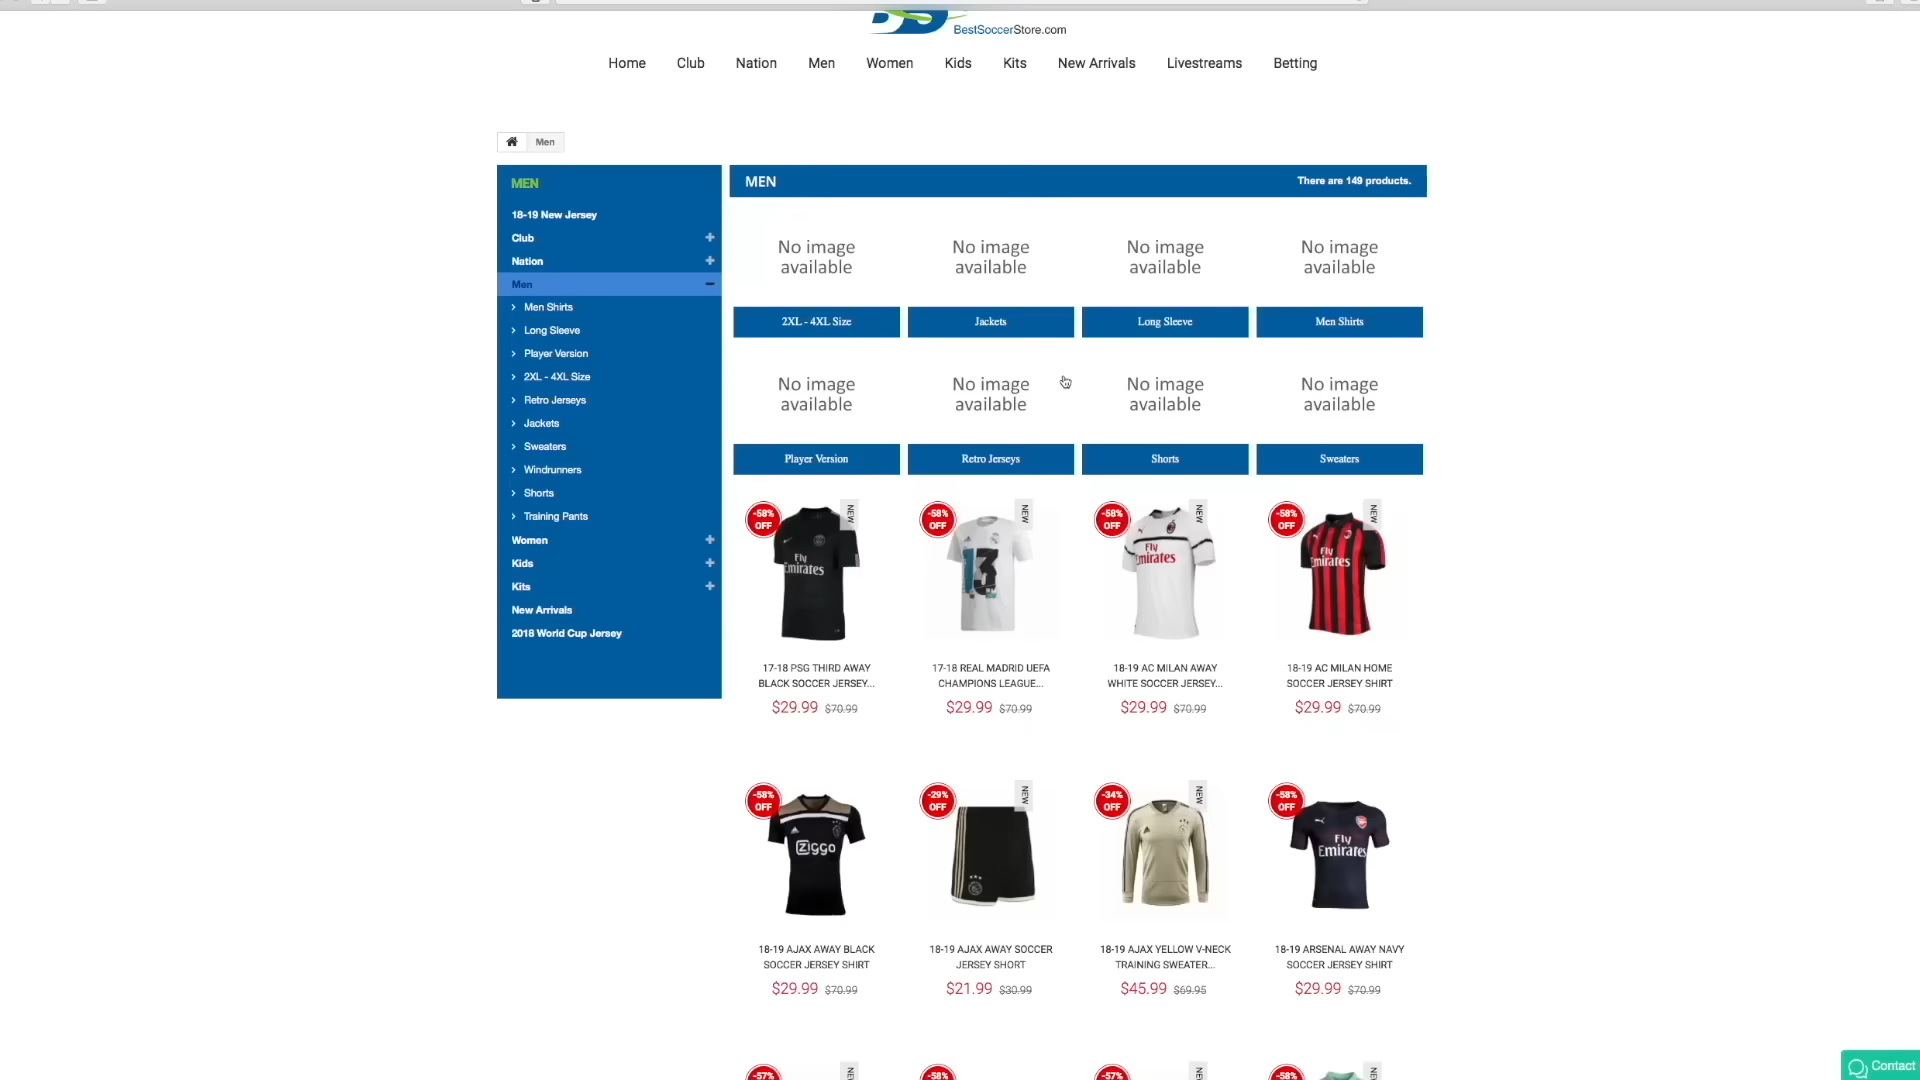 BestSoccerStore.com
Home Club Nation Men Women Kids Kits New Arrivals Livestreams Betting
Men
MEN
18-19 New Jersey
Club
Nation
Men
Men Shirts
Long Sleeve
Player Version
2XL - 4XL Size
Retro Jerseys
Jackets
Sweaters
Windrunners
Shorts
Training Pants
Women
Kids
Kits
New Arrivals
2018 World Cup Jersey
MEN There are 149 products.
No image available
No image available
No image available
No image available
2XL - 4XL Size Jackets Long Sleeve Men Shirts
No image available
No image available
No image available
No image available
Player Version Retro Jerseys Shorts Sweaters
-58% OFF
NEW
Fly Emirates
17-18 PSG THIRD AWAY
BLACK SOCCER JERSEY...
$29.99 $70.99
-58% OFF
NEW
13
17-18 REAL MADRID UEFA
CHAMPIONS LEAGUE...
$29.99 $70.99
-58% OFF
NEW
Fly Emirates
18-19 AC MILAN AWAY
WHITE SOCCER JERSEY...
$29.99 $70.99
-58% OFF
NEW
Fly Emirates
18-19 AC MILAN HOME
SOCCER JERSEY SHIRT
$29.99 $70.99
-58% OFF
Ziggo
18-19 AJAX AWAY BLACK
SOCCER JERSEY SHIRT
$29.99 $70.99
-29% OFF
NEW
18-19 AJAX AWAY SOCCER
JERSEY SHORT
$21.99 $30.99
-34% OFF
NEW
18-19 AJAX YELLOW V-NECK
TRAINING SWEATER...
$45.99 $69.95
-58% OFF
Fly Emirates
18-19 ARSENAL AWAY NAVY
SOCCER JERSEY SHIRT
$29.99 $70.99
-57% -58% -57% -58%
Contact